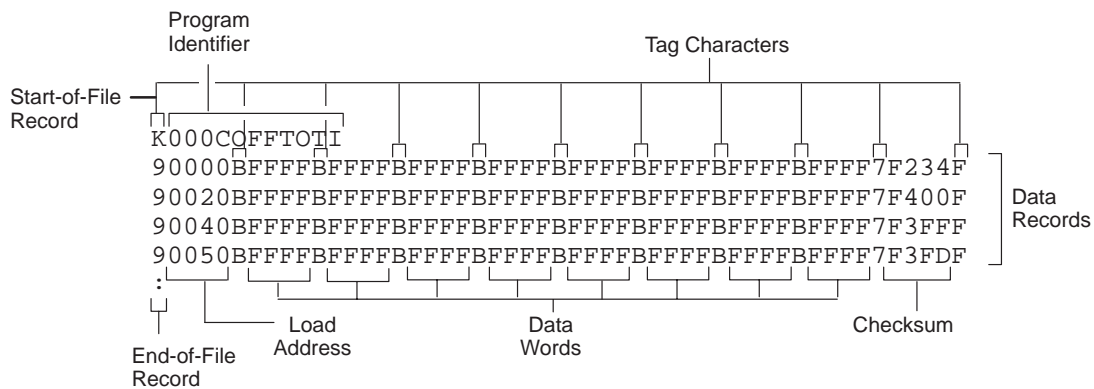 Program
Identifier
Tag Characters
Start-of-File
Record
K000COFFTOTI
90000BFFFFBFFFFBFFFFBFFFFBFFFFBFFFFBFFFFBFFFF7F234F
90020BFFFFBFFFFBFFFFBFFFFBFFFFBFFFFBFFFFBFFFF7F400F
90040BFFFFBFFFFBFFFFBFFFFBFFFFBFFFFBFFFFBFFFF7F3FFF
90050BFFFFBFFFFBFFFFBFFFFBFFFFBFFFFBFFFFBFFFF7F3FDF
:
Data
Records
Load
Address
Data
Words
Checksum
End-of-File
Record